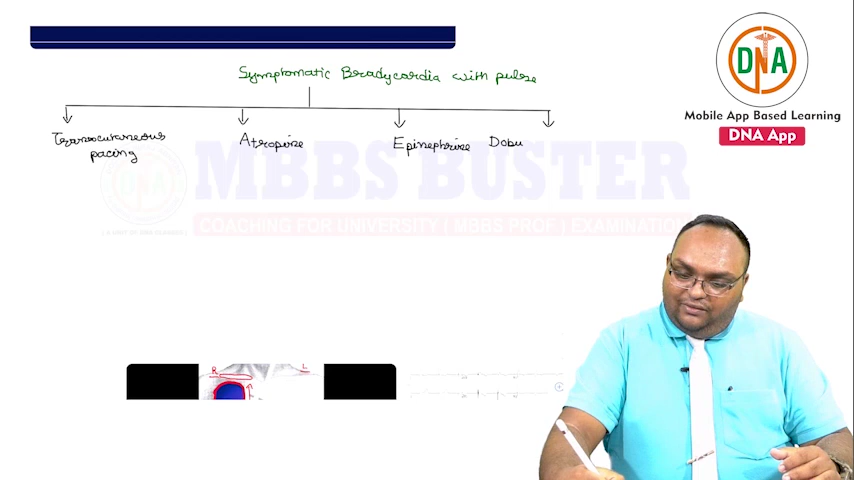 Symptomatic Bradycardia with pulse
Transcutaneous
pacing
Atropine
Epinephrine
Dobu
DNA
Mobile App Based Learning
DNA App
MBBS BUSTER
COACHING FOR UNIVERSITY / MBBS PROF | EXAMINATION
R
L